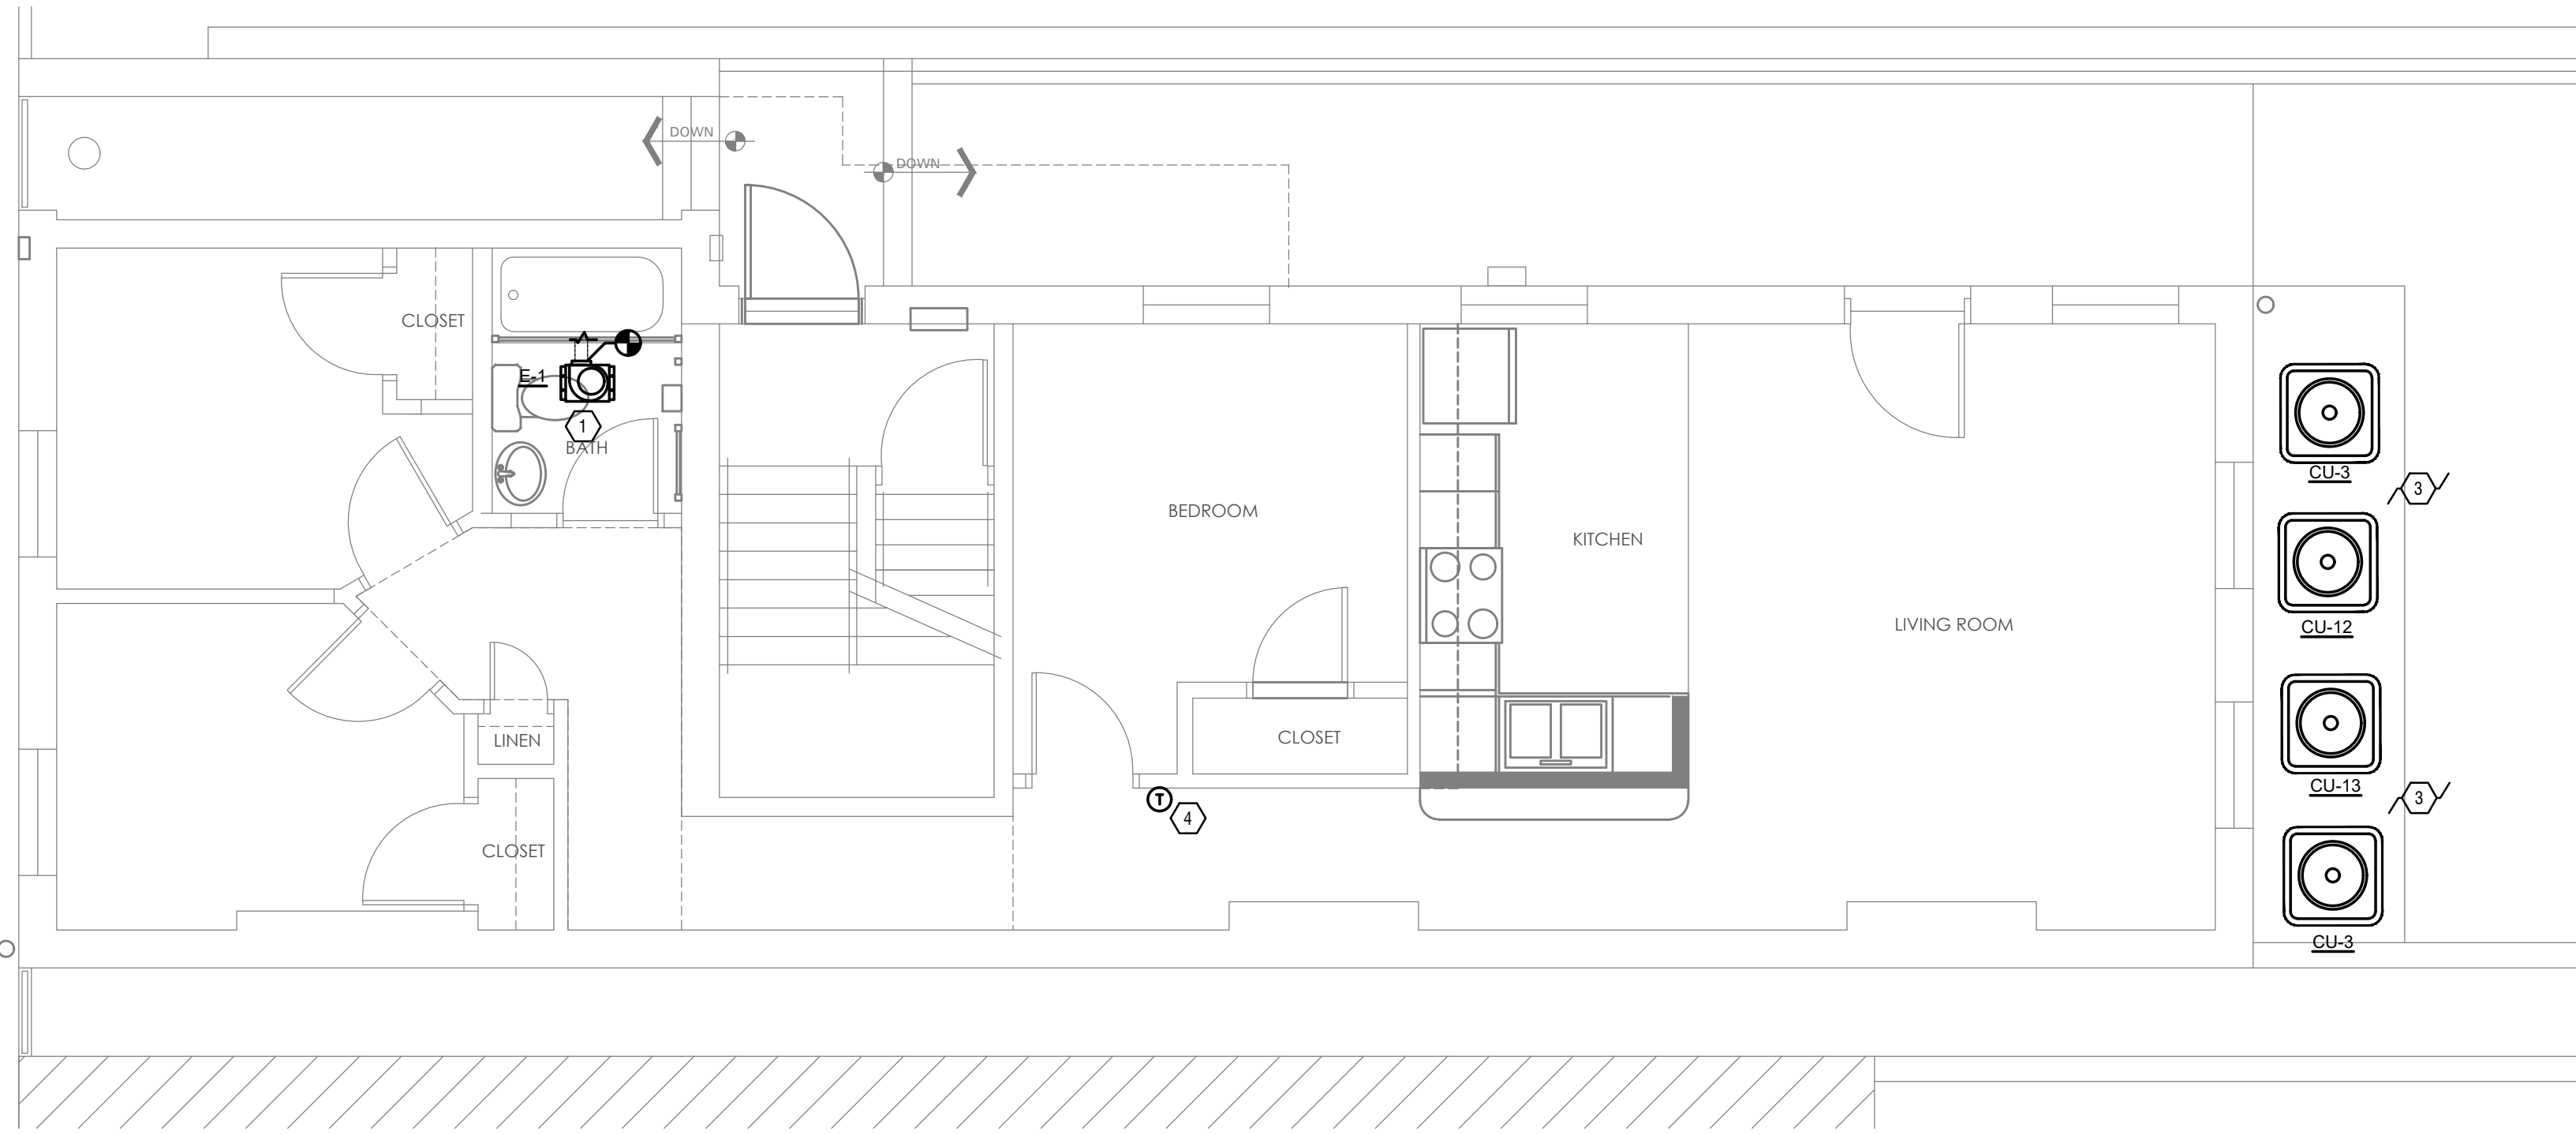 DOWN
DOWN
CLOSET
E-1
1
BATH
CU-3
3
BEDROOM
KITCHEN
LIVING ROOM
CU-12
LINEN
CLOSET
CU-13
3
T
4
CLOSET
CU-3